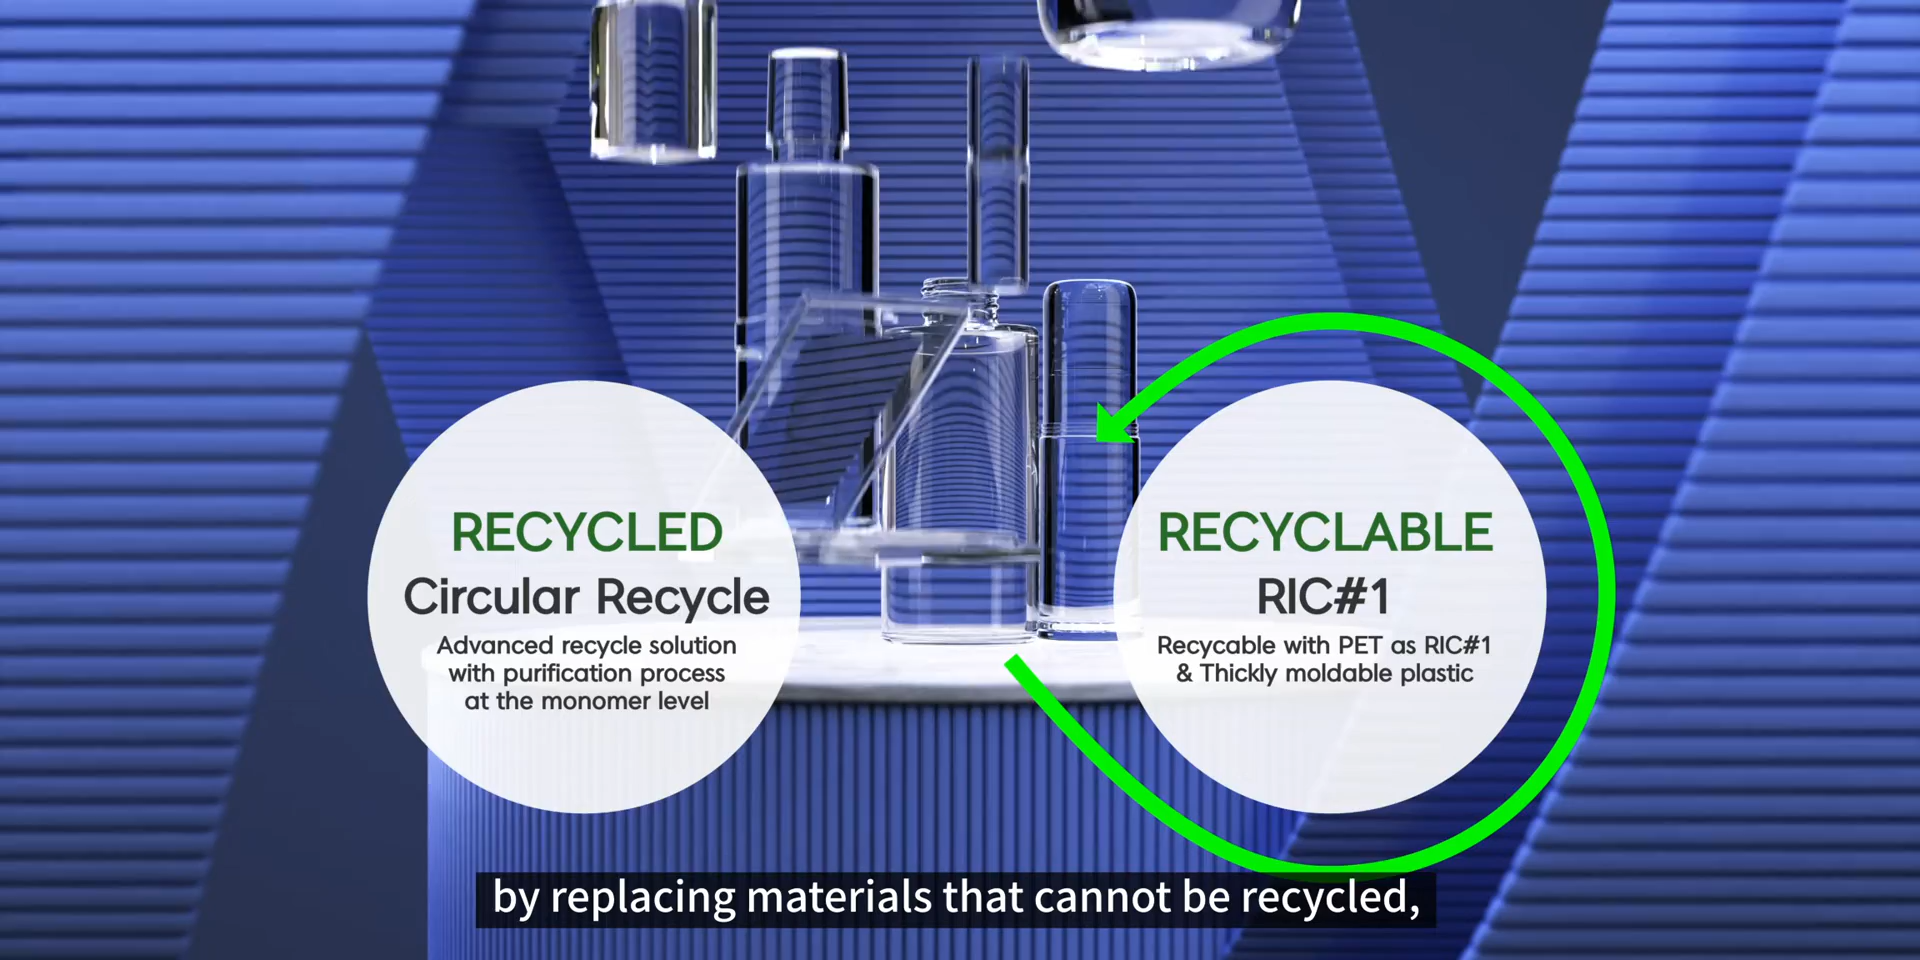 RECYCLED
Circular Recycle
Advanced recycle solution
with purification process
at the monomer level
RECYCLABLE
RIC#1
Recycable with PET as RIC#1
& Thickly moldable plastic
by replacing materials that cannot be recycled,